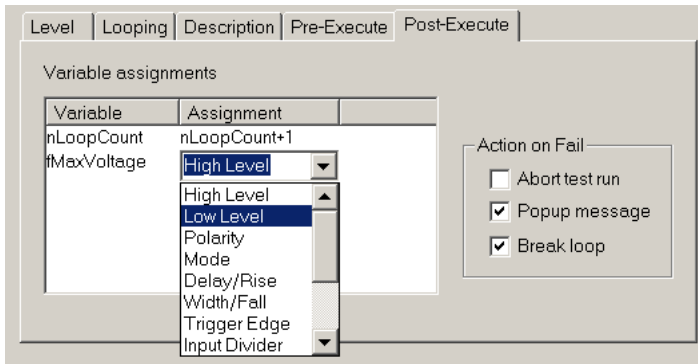 Level Looping Description Pre-Execute Post-Execute
Variable assignments
Variable Assignment
nLoopCount nLoopCount+1
fMaxVoltage High Level
High Level
Low Level
Polarity
Mode
Delay/Rise
Width/Fall
Trigger Edge
Input Divider
Action on Fail
Abort test run
Popup message
Break loop